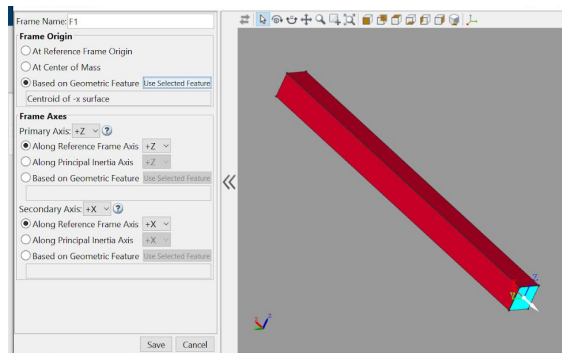 Frame Name: F1
Frame Origin
At Reference Frame Origin
At Center of Mass
Based on Geometric Feature Use Selected Feature
Centroid of -x surface
Frame Axes
Primary Axis: +Z
Along Reference Frame Axis +Z
Along Principal Inertia Axis +Z
Based on Geometric Feature Use Selected Feature
Secondary Axis: +X
Along Reference Frame Axis +X
Along Principal Inertia Axis +X
Based on Geometric Feature Use Selected Feature
Save Cancel